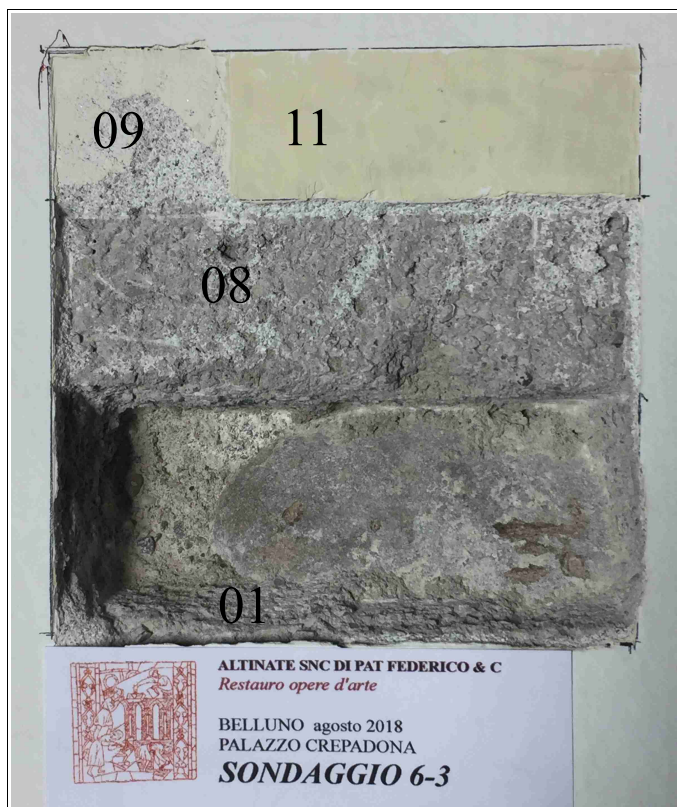 09
11
08
01
ALTINATE SNC DI PAT FEDERICO & C
Restauro opere d'arte
BELLUNO agosto 2018
PALAZZO CREPADONA
SONDAGGIO 6-3